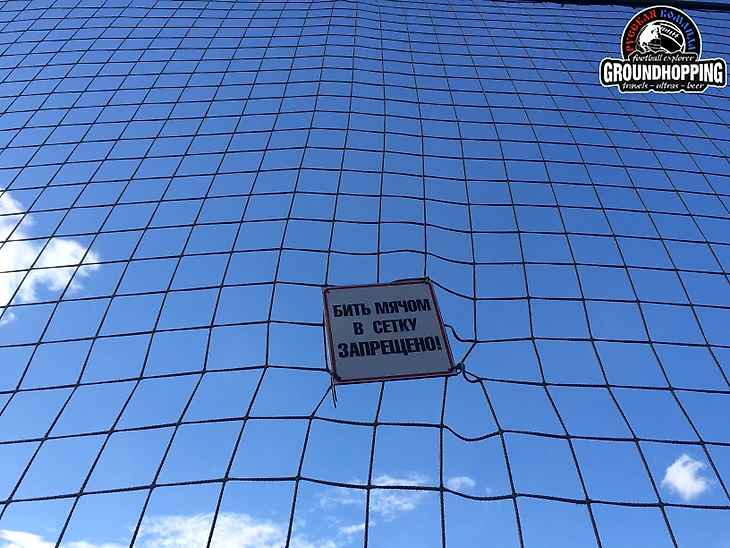 РУССКАЯ КОМАНДА
football explorer
GROUNDHOPPING
travels - ultras - beer
БИТЬ МЯЧОМ
В СЕТКУ
ЗАПРЕЩЕНО!